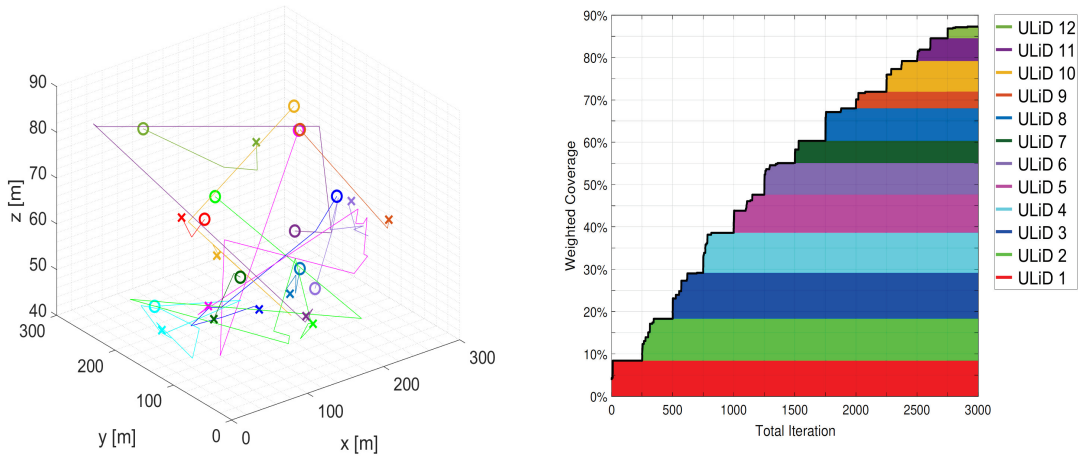 90
80
70
60
50
40
z [m]
300
200
100
0
y [m]
0
100
200
300
x [m]
90%
80%
70%
60%
50%
40%
30%
20%
10%
0%
Weighted Coverage
0 500 1000 1500 2000 2500 3000
Total Iteration
ULiD 12
ULiD 11
ULiD 10
ULiD 9
ULiD 8
ULiD 7
ULiD 6
ULiD 5
ULiD 4
ULiD 3
ULiD 2
ULiD 1